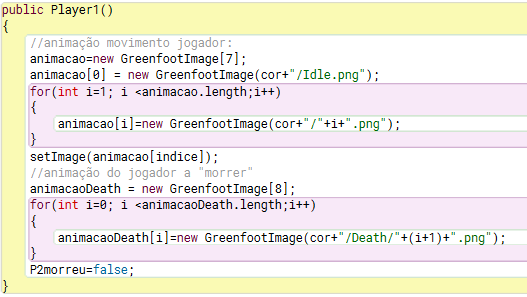 public Player1()
{
//animação movimento jogador:
animacao=new GreenfootImage[7];
animacao[0] = new GreenfootImage(cor+"/Idle.png");
for(int i=1; i <animacao.length;i++)
{
animacao[i]=new GreenfootImage(cor+"/"+i+".png");
}
setImage(animacao[indice]);
//animação do jogador a "morrer"
animacaoDeath = new GreenfootImage[8];
for(int i=0; i <animacaoDeath.length;i++)
{
animacaoDeath[i]=new GreenfootImage(cor+"/Death/"+(i+1)+".png");
}
P2morreu=false;
}